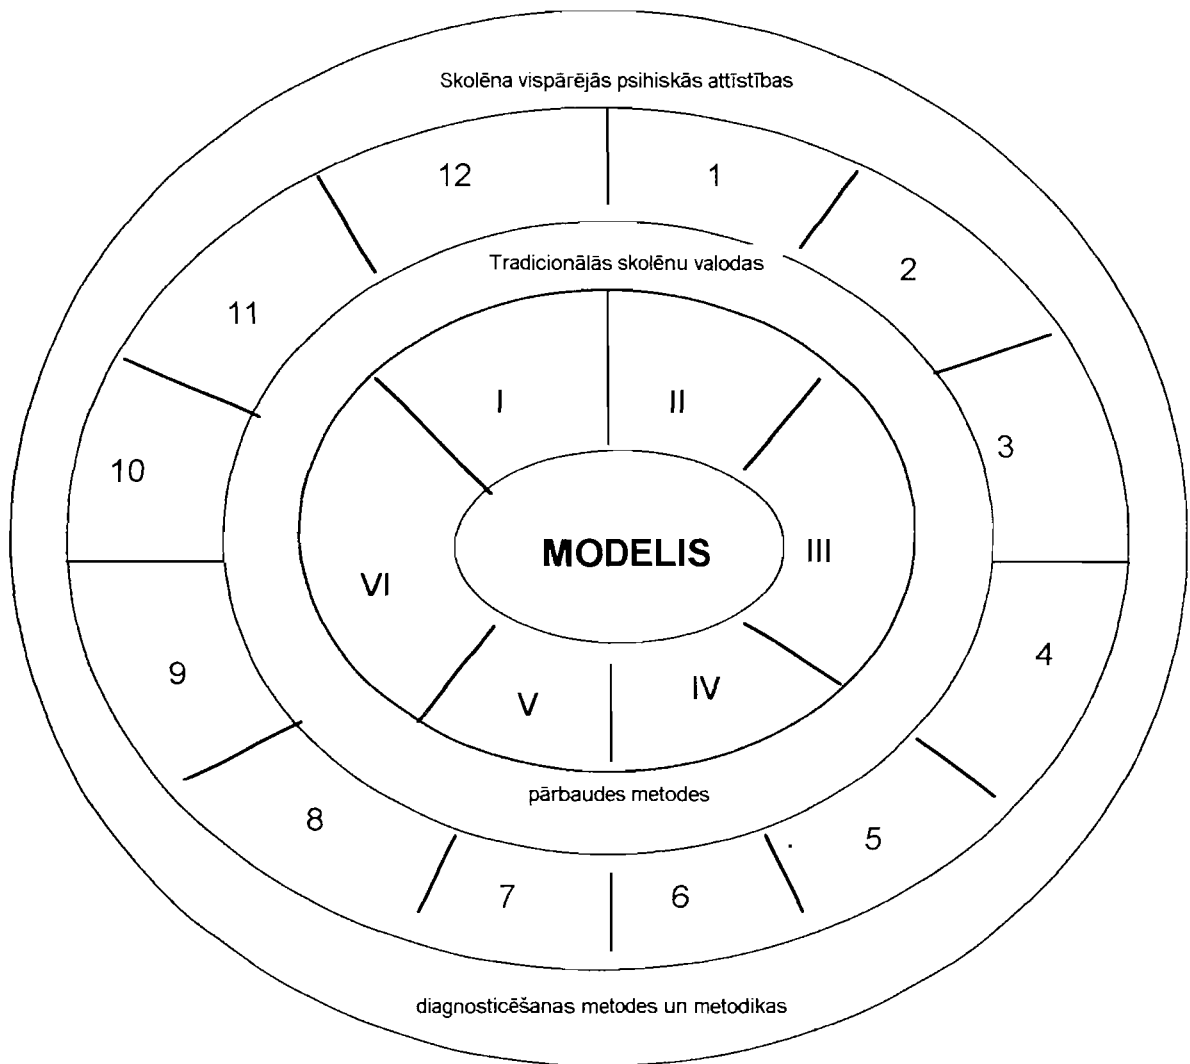 Skolēna vispārējās psihiskās attīstības
12
1
11
2
Tradicionālās skolēnu valodas
I
II
10
3
MODELIS
III
VI
9
4
V
IV
pārbaudes metodes
8
5
7
6
diagnosticēšanas metodes un metodikas